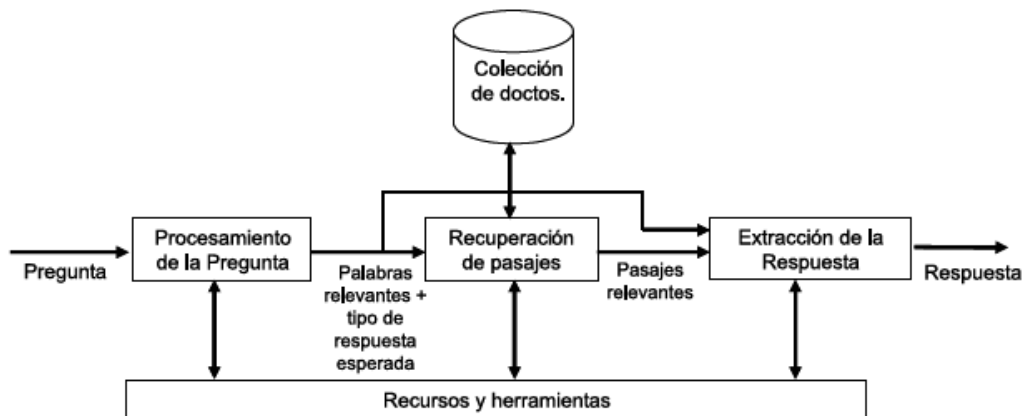 Colección
de doctos.
Procesamiento
de la Pregunta
Recuperación
de pasajes
Extracción de la
Respuesta
Pregunta
Palabras
relevantes +
tipo de
respuesta
esperada
Pasajes
relevantes
Respuesta
Recursos y herramientas